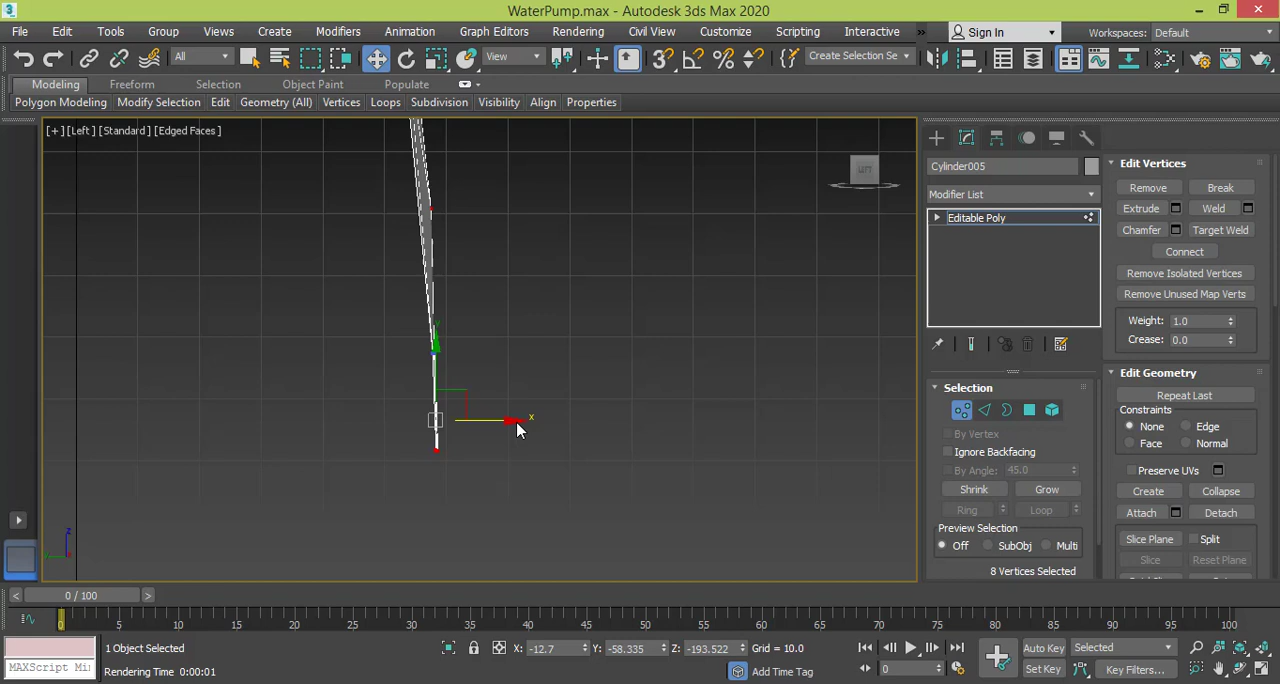 WaterPump.max - Autodesk 3ds Max 2020
File Edit Tools Group Views Create Modifiers Animation Graph Editors Rendering Civil View Customize Scripting Interactive » Sign In Workspaces: Default
All View Create Selection Se
Modeling Freeform Selection Object Paint Populate
Polygon Modeling Modify Selection Edit Geometry (All) Vertices Loops Subdivision Visibility Align Properties
[+] [Left] [Standard] [Edged Faces]
Cylinder005
Modifier List
Editable Poly
Selection
By Vertex
Ignore Backfacing
By Angle: 45.0
Shrink Grow
Ring Loop
Preview Selection
Off SubObj Multi
8 Vertices Selected
Edit Vertices
Remove Break
Extrude Weld
Chamfer Target Weld
Connect
Remove Isolated Vertices
Remove Unused Map Verts
Weight: 1.0
Crease: 0.0
Edit Geometry
Repeat Last
Constraints
None Edge
Face Normal
Preserve UVs
Create Collapse
Attach Detach
Slice Plane Split
Slice Reset Plane
y
x
z
x
< 0 / 100 >
0 5 10 15 20 25 30 35 40 45 50 55 60 65 70 75 80 85 90 95 100
1 Object Selected X: -12.7 Y: -58.335 Z: -193.522 Grid = 10.0 Auto Key Selected
MAXScript Mi
Rendering Time 0:00:01 Add Time Tag 0 Set Key Key Filters...